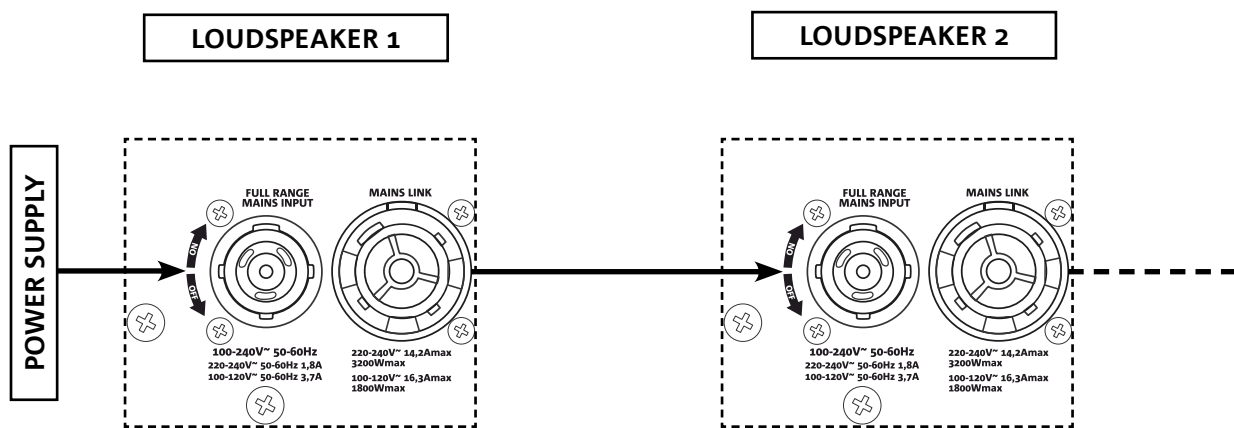 LOUDSPEAKER 1
LOUDSPEAKER 2
POWER SUPPLY
FULL RANGE
MAINS INPUT
MAINS LINK
ON
OFF
100-240V~ 50-60Hz
220-240V~ 50-60Hz 1,8A
100-120V~ 50-60Hz 3,7A
220-240V~ 14,2Amax
3200Wmax
100-120V~ 16,3Amax
1800Wmax
FULL RANGE
MAINS INPUT
MAINS LINK
ON
OFF
100-240V~ 50-60Hz
220-240V~ 50-60Hz 1,8A
100-120V~ 50-60Hz 3,7A
220-240V~ 14,2Amax
3200Wmax
100-120V~ 16,3Amax
1800Wmax